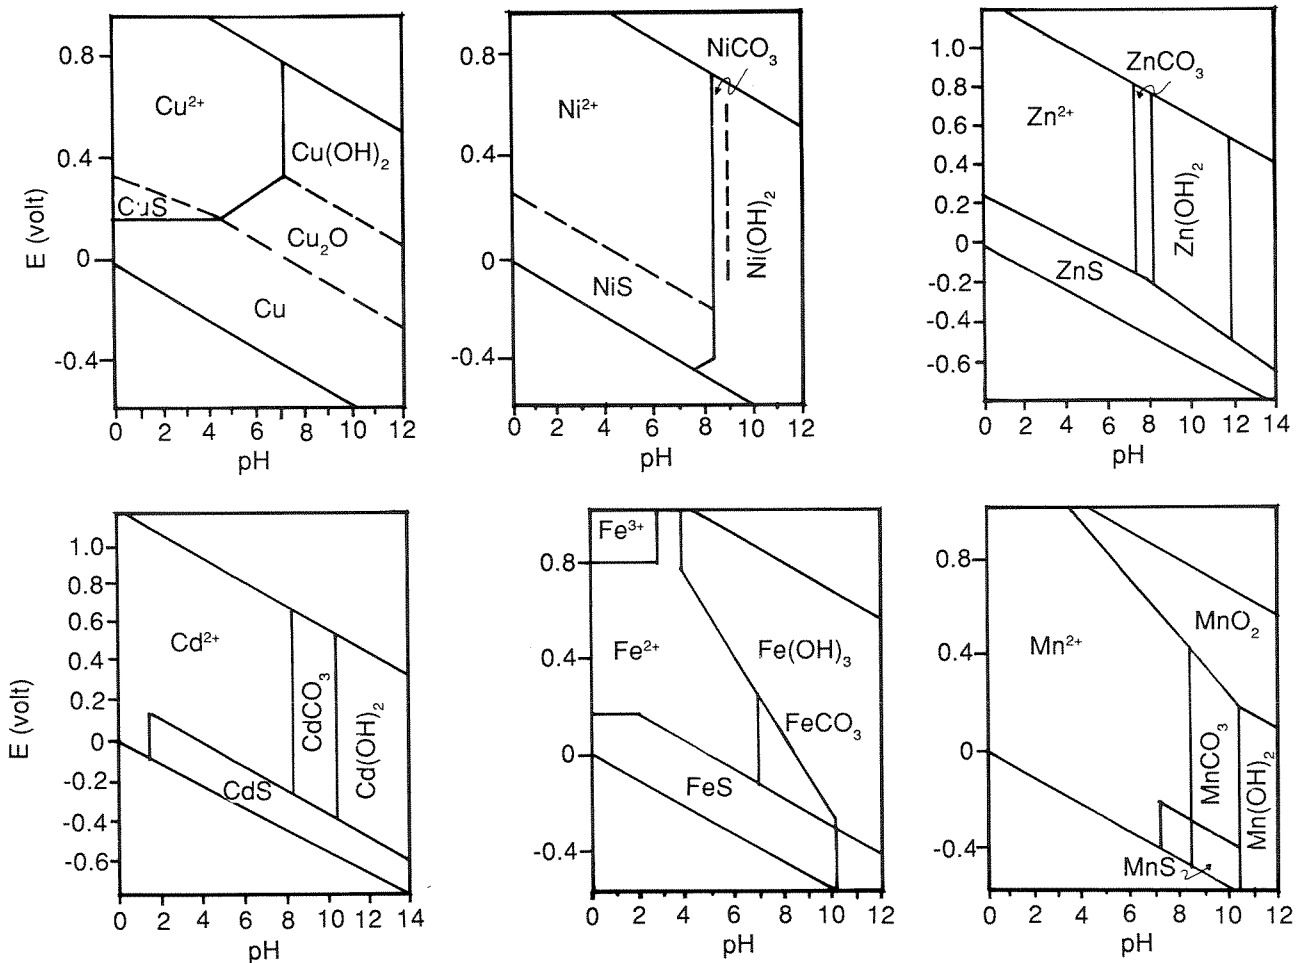 0.8
0.4
0
-0.4
E (volt)
Cu²⁺
Cu(OH)₂
CuS
Cu₂O
Cu
0 2 4 6 7 8 10 12
pH
0.8
0.4
0
-0.4
NiCO₃
Ni²⁺
Ni(OH)₂
NiS
0 2 4 6 8 10 12
pH
1.0
0.8
0.6
0.4
0.2
0
-0.2
-0.4
-0.6
ZnCO₃
Zn²⁺
Zn(OH)₂
ZnS
0 2 4 6 8 10 12 14
pH
1.0
0.8
0.6
0.4
0.2
0
-0.2
-0.4
-0.6
E (volt)
Cd²⁺
CdCO₃
Cd(OH)₂
CdS
0 2 4 6 8 10 12 14
pH
0.8
0.4
0
-0.4
Fe³⁺
Fe²⁺
Fe(OH)₃
FeCO₃
FeS
0 2 4 6 8 10 12
pH
0.8
0.4
0
-0.4
MnO₂
Mn²⁺
MnCO₃
Mn(OH)₂
MnS
0 2 4 6 8 10 12
pH